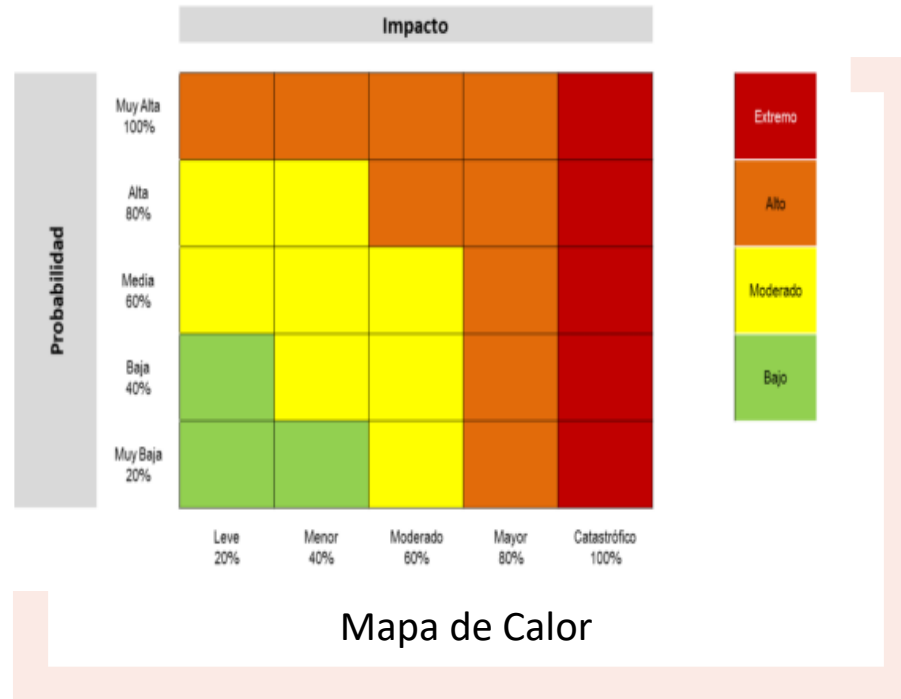 Impacto
Probabilidad
Muy Alta
100%
Alta
80%
Media
60%
Baja
40%
Muy Baja
20%
Leve
20%
Menor
40%
Moderado
60%
Mayor
80%
Catastrófico
100%
Extremo
Alto
Moderado
Bajo
Mapa de Calor